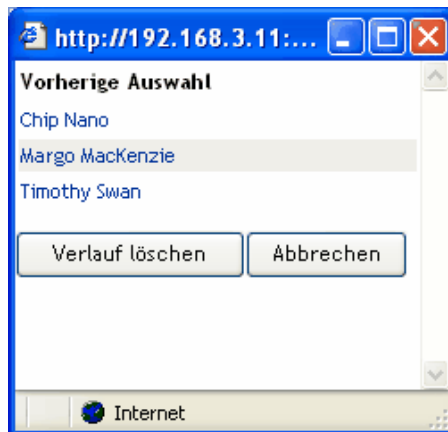 http://192.168.3.11:...
Vorherige Auswahl
Chip Nano
Margo MacKenzie
Timothy Swan
Verlauf löschen Abbrechen
Internet